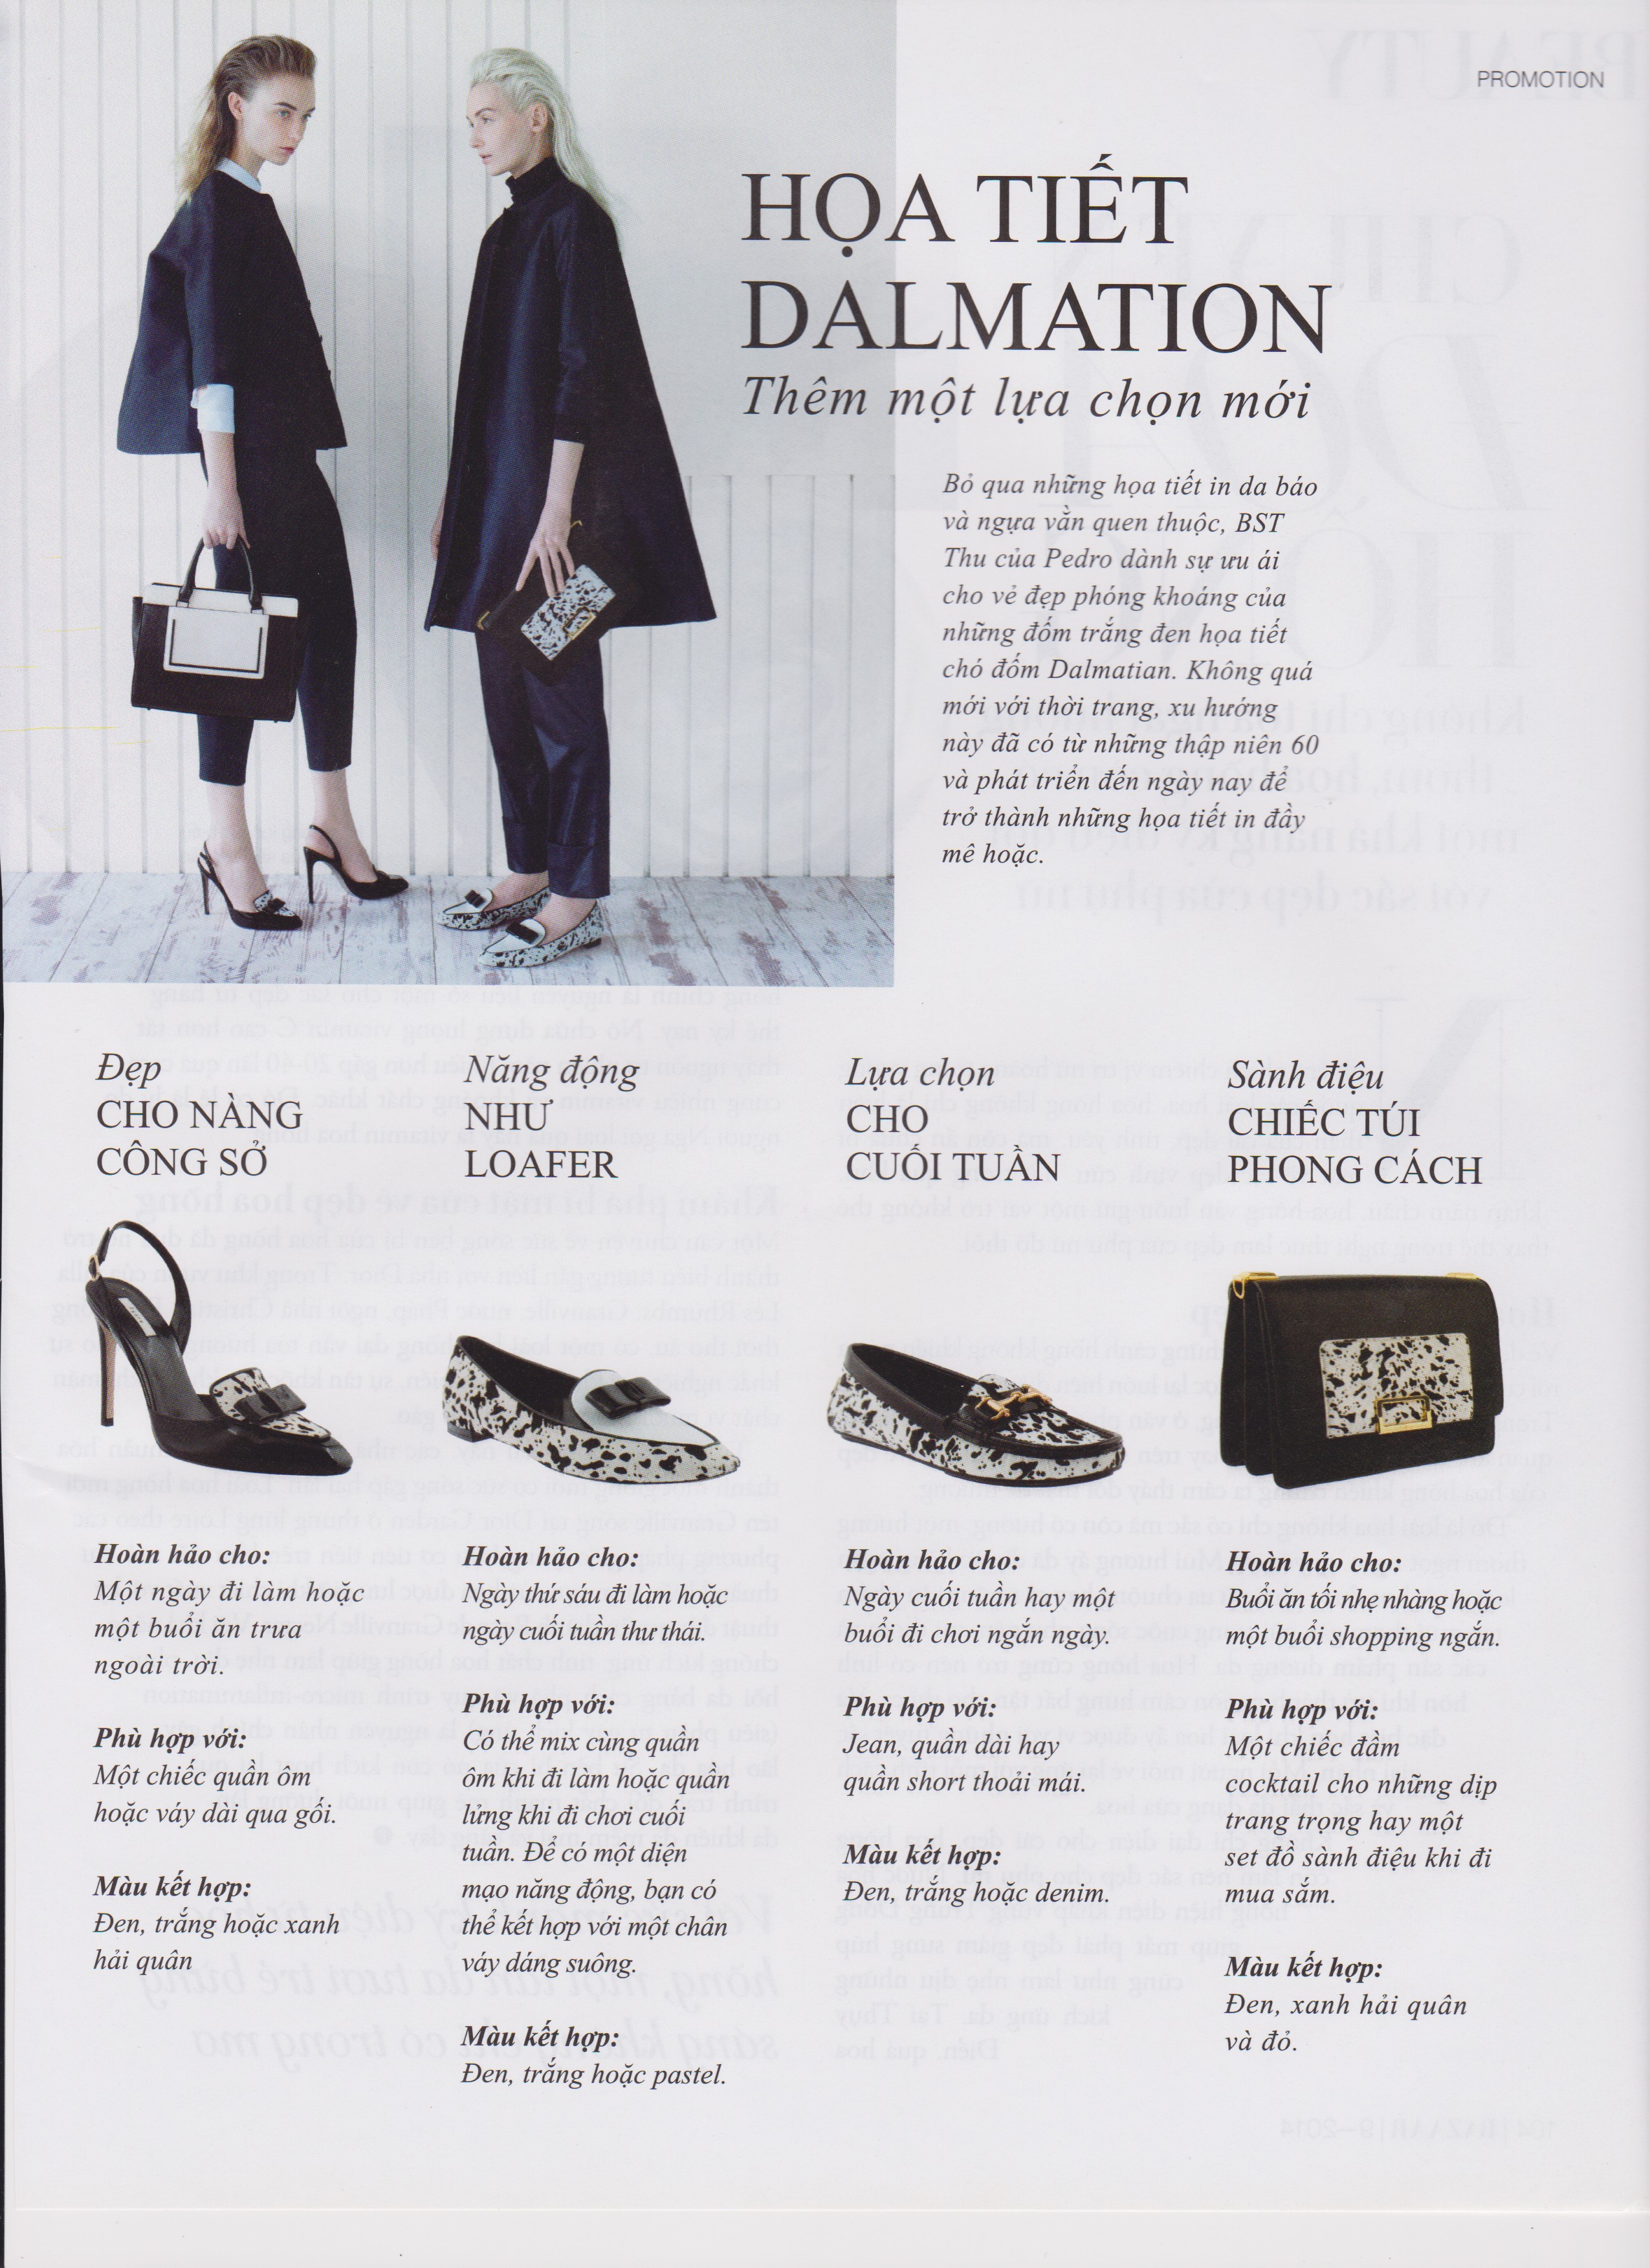 PROMOTION
HỌA TIẾT
DALMATION
Thêm một lựa chọn mới
Bỏ qua những họa tiết in da báo
và ngựa vằn quen thuộc, BST
Thu của Pedro dành sự ưu ái
cho vẻ đẹp phóng khoáng của
những đốm trắng đen họa tiết
chó đốm Dalmatian. Không quá
mới với thời trang, xu hướng
này đã có từ những thập niên 60
và phát triển đến ngày nay để
trở thành những họa tiết in đầy
mê hoặc.
Đẹp
CHO NÀNG
CÔNG SỞ
Hoàn hảo cho:
Một ngày đi làm hoặc
một buổi ăn trưa
ngoài trời.
Phù hợp với:
Một chiếc quần ôm
hoặc váy dài qua gối.
Màu kết hợp:
Đen, trắng hoặc xanh
hải quân
Năng động
NHƯ
LOAFER
Hoàn hảo cho:
Ngày thứ sáu đi làm hoặc
ngày cuối tuần thư thái.
Phù hợp với:
Có thể mix cùng quần
ôm khi đi làm hoặc quần
lửng khi đi chơi cuối
tuần. Để có một diện
mạo năng động, bạn có
thể kết hợp với một chân
váy dáng suông.
Màu kết hợp:
Đen, trắng hoặc pastel.
Lựa chọn
CHO
CUỐI TUẦN
Hoàn hảo cho:
Ngày cuối tuần hay một
buổi đi chơi ngắn ngày.
Phù hợp với:
Jean, quần dài hay
quần short thoải mái.
Màu kết hợp:
Đen, trắng hoặc denim.
Sành điệu
CHIẾC TÚI
PHONG CÁCH
Hoàn hảo cho:
Buổi ăn tối nhẹ nhàng hoặc
một buổi shopping ngắn.
Phù hợp với:
Một chiếc đầm
cocktail cho những dịp
trang trọng hay một
set đồ sành điệu khi đi
mua sắm.
Màu kết hợp:
Đen, xanh hải quân
và đỏ.